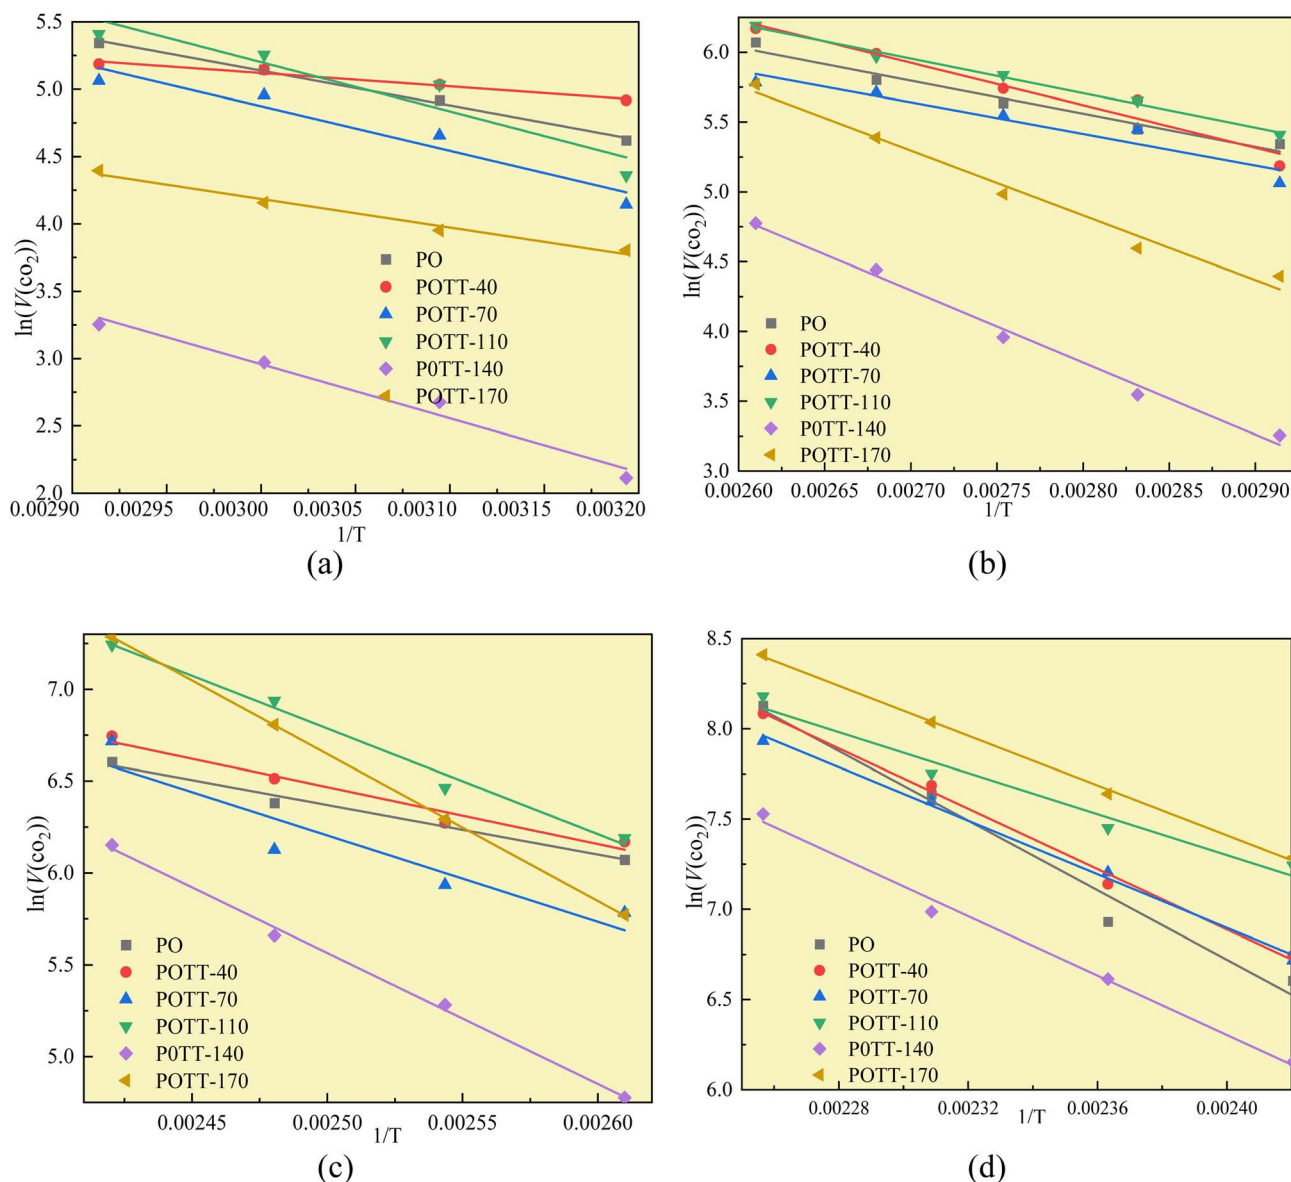 5.5
5.0
4.5
4.0
3.5
3.0
2.5
2.0
ln(V(co₂))
PO
POTT-40
POTT-70
POTT-110
P0TT-140
POTT-170
0.00290 0.00295 0.00300 0.00305 0.00310 0.00315 0.00320
1/T
(a)
6.0
5.5
5.0
4.5
4.0
3.5
3.0
ln(V(co₂))
PO
POTT-40
POTT-70
POTT-110
P0TT-140
POTT-170
0.00260 0.00265 0.00270 0.00275 0.00280 0.00285 0.00290
1/T
(b)
7.0
6.5
6.0
5.5
5.0
ln(V(co₂))
PO
POTT-40
POTT-70
POTT-110
P0TT-140
POTT-170
0.00245 0.00250 0.00255 0.00260
1/T
(c)
8.5
8.0
7.5
7.0
6.5
6.0
ln(V(co₂))
PO
POTT-40
POTT-70
POTT-110
P0TT-140
POTT-170
0.00228 0.00232 0.00236 0.00240
1/T
(d)